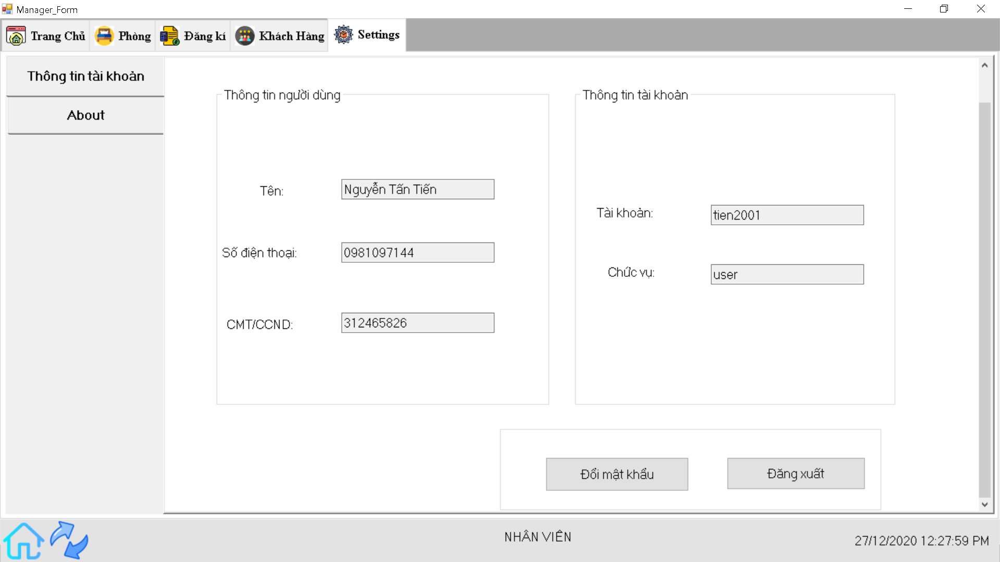 Manager_Form
Trang Chủ Phòng Đăng kí Khách Hàng Settings
Thông tin tài khoản
About
Thông tin người dùng
Tên: Nguyễn Tấn Tiến
Số điện thoại: 0981097144
CMT/CCND: 312465826
Thông tin tài khoản
Tài khoản: tien2001
Chức vụ: user
Đổi mật khẩu Đăng xuất
NHÂN VIÊN
27/12/2020 12:27:59 PM